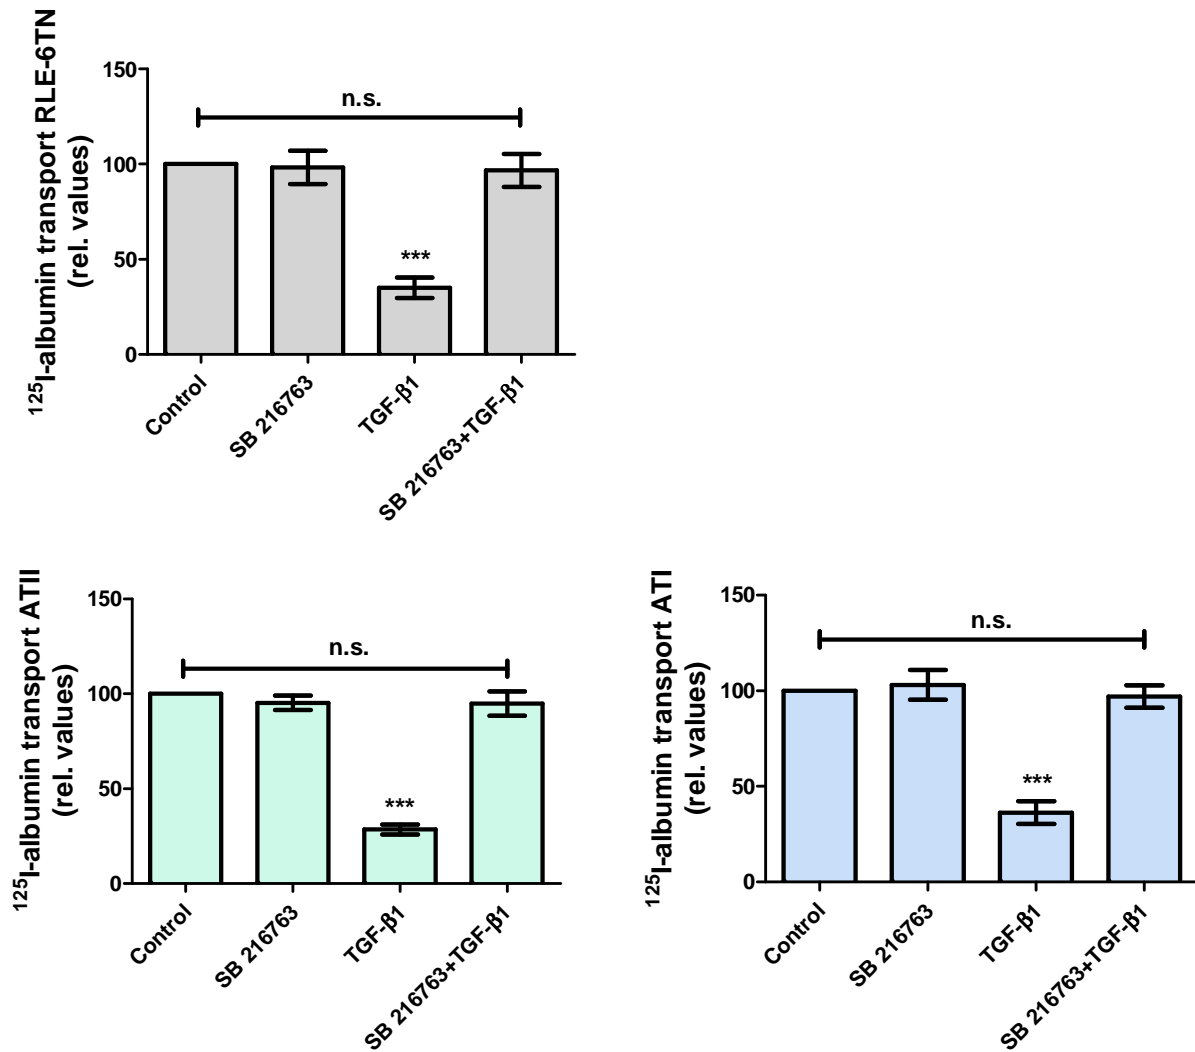 ¹²⁵I-albumin transport RLE-6TN
(rel. values)
150
100
50
0
n.s.
***
Control
SB 216763
TGF-β1
SB 216763+TGF-β1
¹²⁵I-albumin transport ATII
(rel. values)
150
100
50
0
n.s.
***
Control
SB 216763
TGF-β1
SB 216763+TGF-β1
¹²⁵I-albumin transport ATI
(rel. values)
150
100
50
0
n.s.
***
Control
SB 216763
TGF-β1
SB 216763+TGF-β1